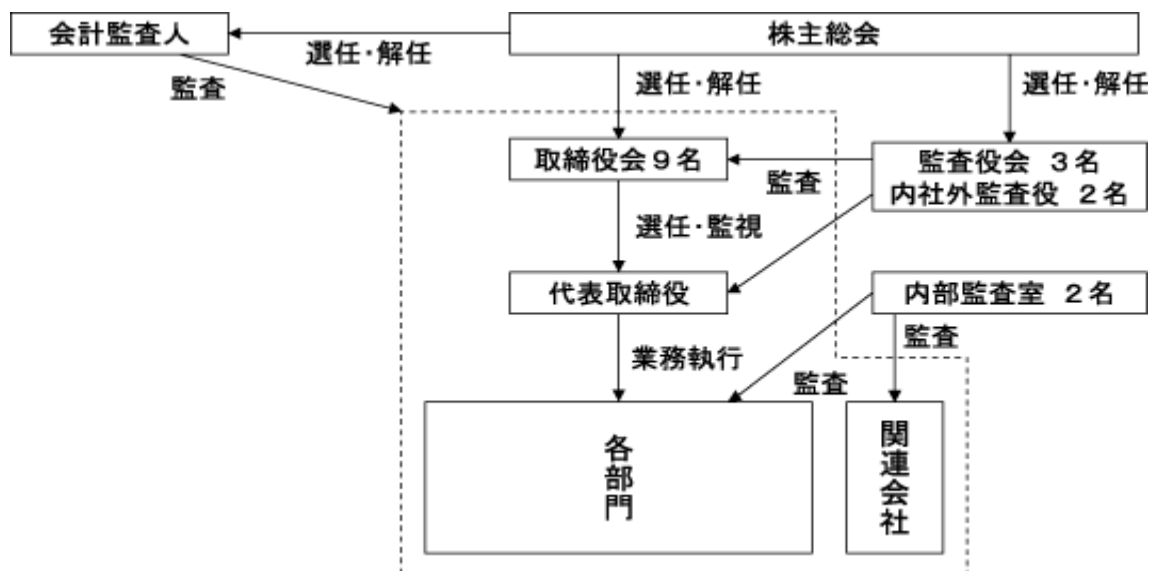 会計監査人
株主総会
選任・解任
監査
選任・解任
選任・解任
取締役会９名
監査
監査役会 ３名
内社外監査役 ２名
選任・監視
代表取締役
内部監査室 ２名
業務執行
監査
監査
各部門
関連会社